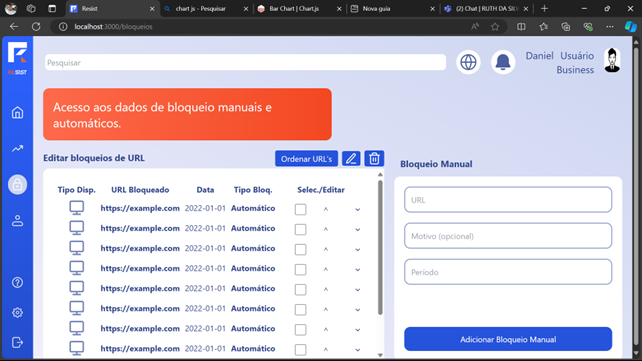 Resist
chart js - Pesquisar
Bar Chart | Chart.js
Nova guia
Chat | RUTH DA SILV
localhost:3000/bloqueios
RESIST
Pesquisar
Daniel Usuário
Business
Acesso aos dados de bloqueio manuais e
automáticos.
Editar bloqueios de URL
Ordenar URL's
Bloqueio Manual
Tipo Disp. URL Bloqueado Data Tipo Bloq. Selec./Editar
https://example.com 2022-01-01 Automático
https://example.com 2022-01-01 Automático
https://example.com 2022-01-01 Automático
https://example.com 2022-01-01 Automático
https://example.com 2022-01-01 Automático
https://example.com 2022-01-01 Automático
https://example.com 2022-01-01 Automático
https://example.com 2022-01-01 Automático
URL
Motivo (opcional)
Período
Adicionar Bloqueio Manual